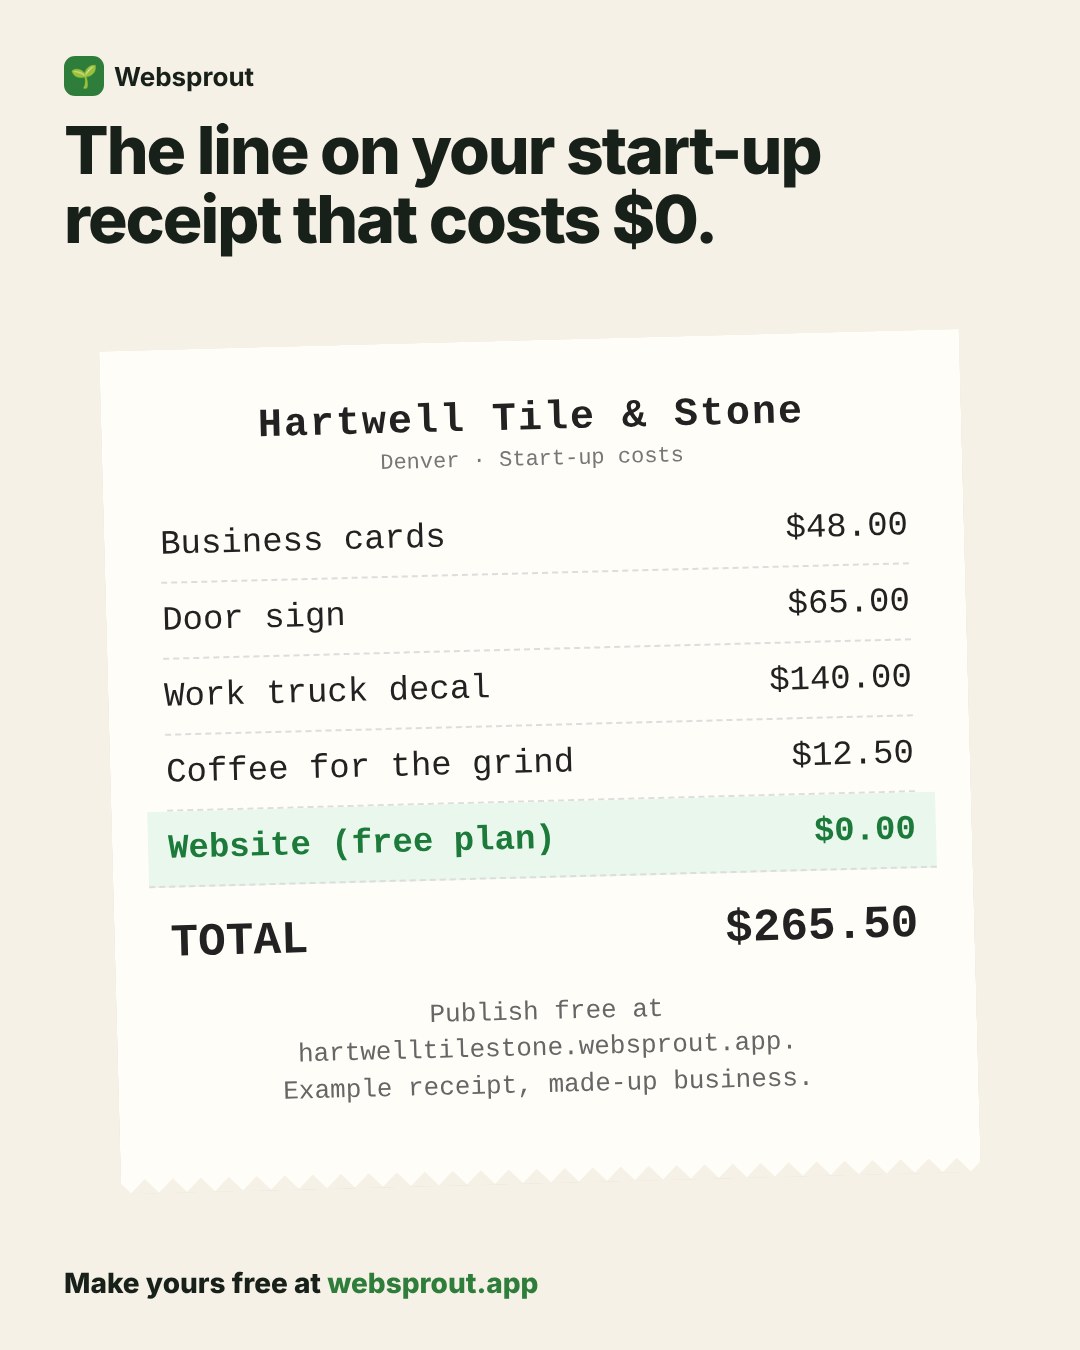 Websprout
The line on your start-up
receipt that costs $0.
Hartwell Tile & Stone
Denver · Start-up costs
Business cards $48.00
Door sign $65.00
Work truck decal $140.00
Coffee for the grind $12.50
Website (free plan) $0.00
TOTAL $265.50
Publish free at
hartwelltilestone.websprout.app.
Example receipt, made-up business.
Make yours free at websprout.app